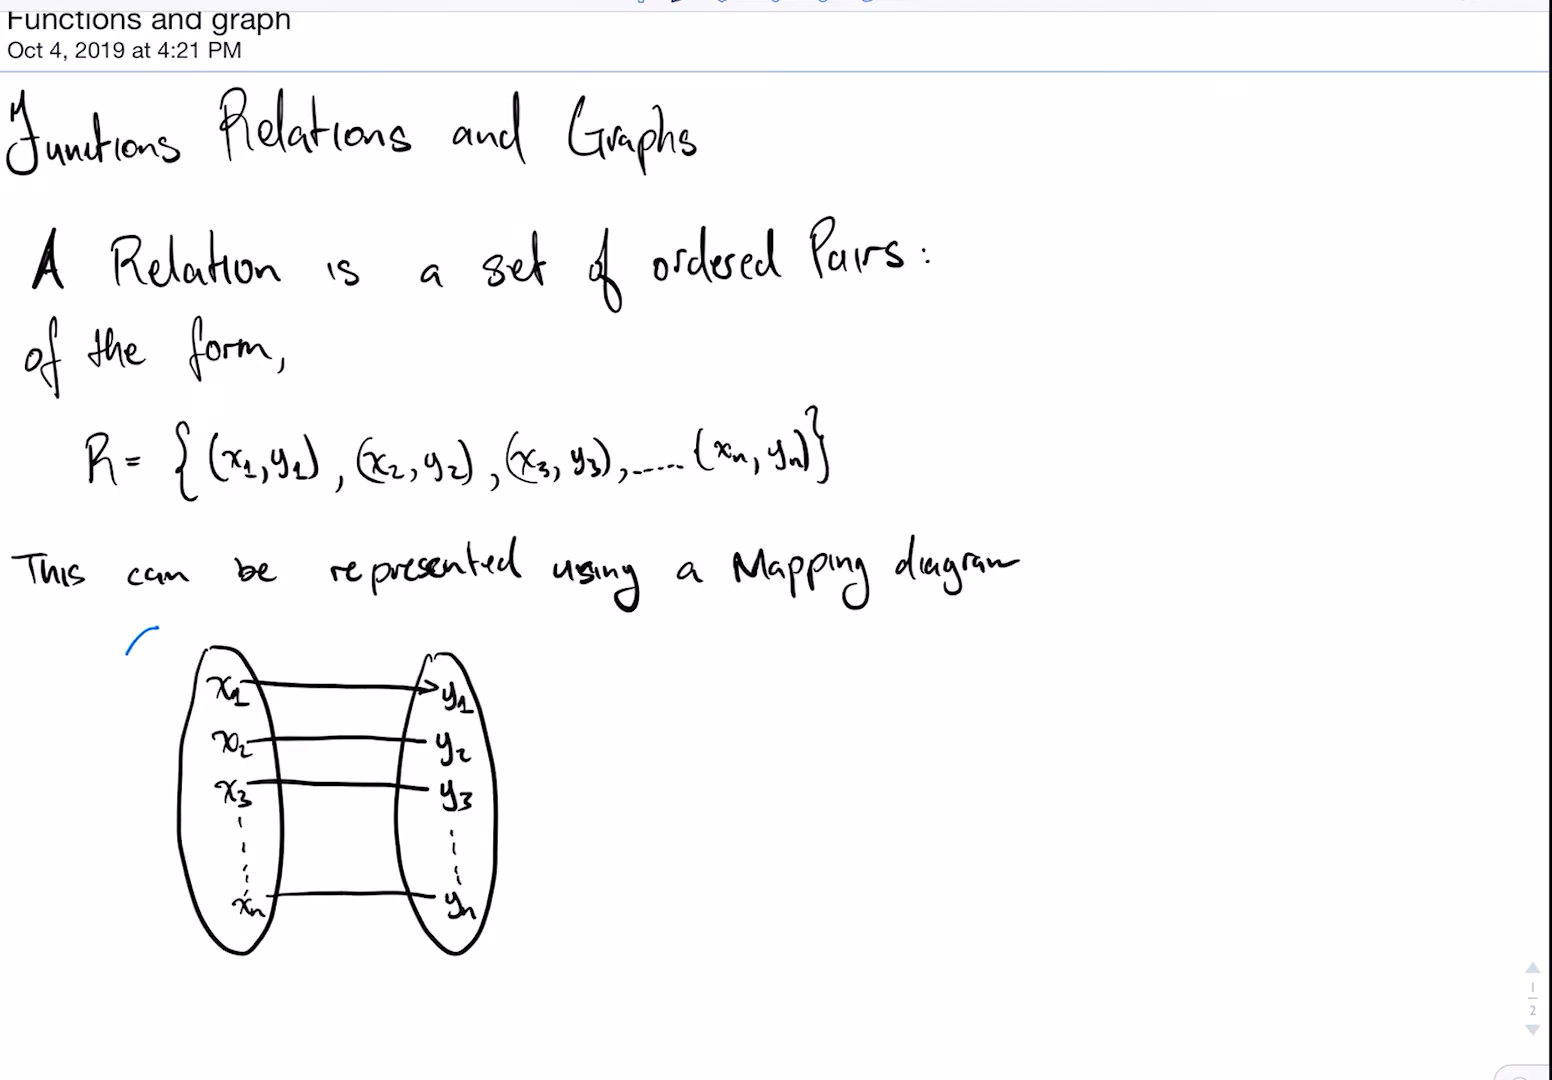 Functions and graph
Oct 4, 2019 at 4:21 PM
Functions Relations and Graphs
A Relation is a set of ordered Pairs:
of the form,
R = { (x₁,y₁), (x₂,y₂), (x₃,y₃),...... (xₙ,yₙ)}
This can be represented using a Mapping diagram
x₁ y₁
x₂ y₂
x₃ y₃
xₙ yₙ
1
2